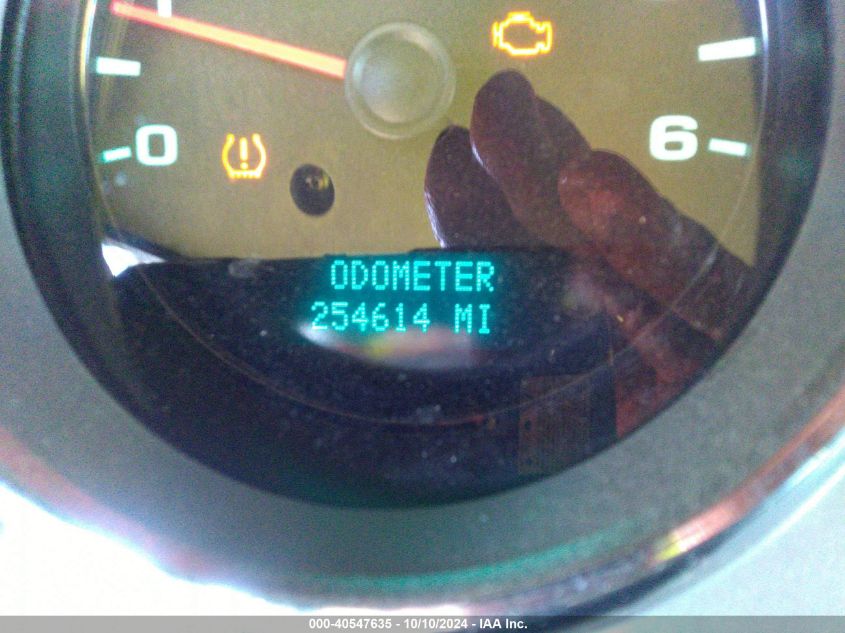 0
6
ODOMETER
254614 MI
000-40547635 - 10/10/2024 - IAA Inc.